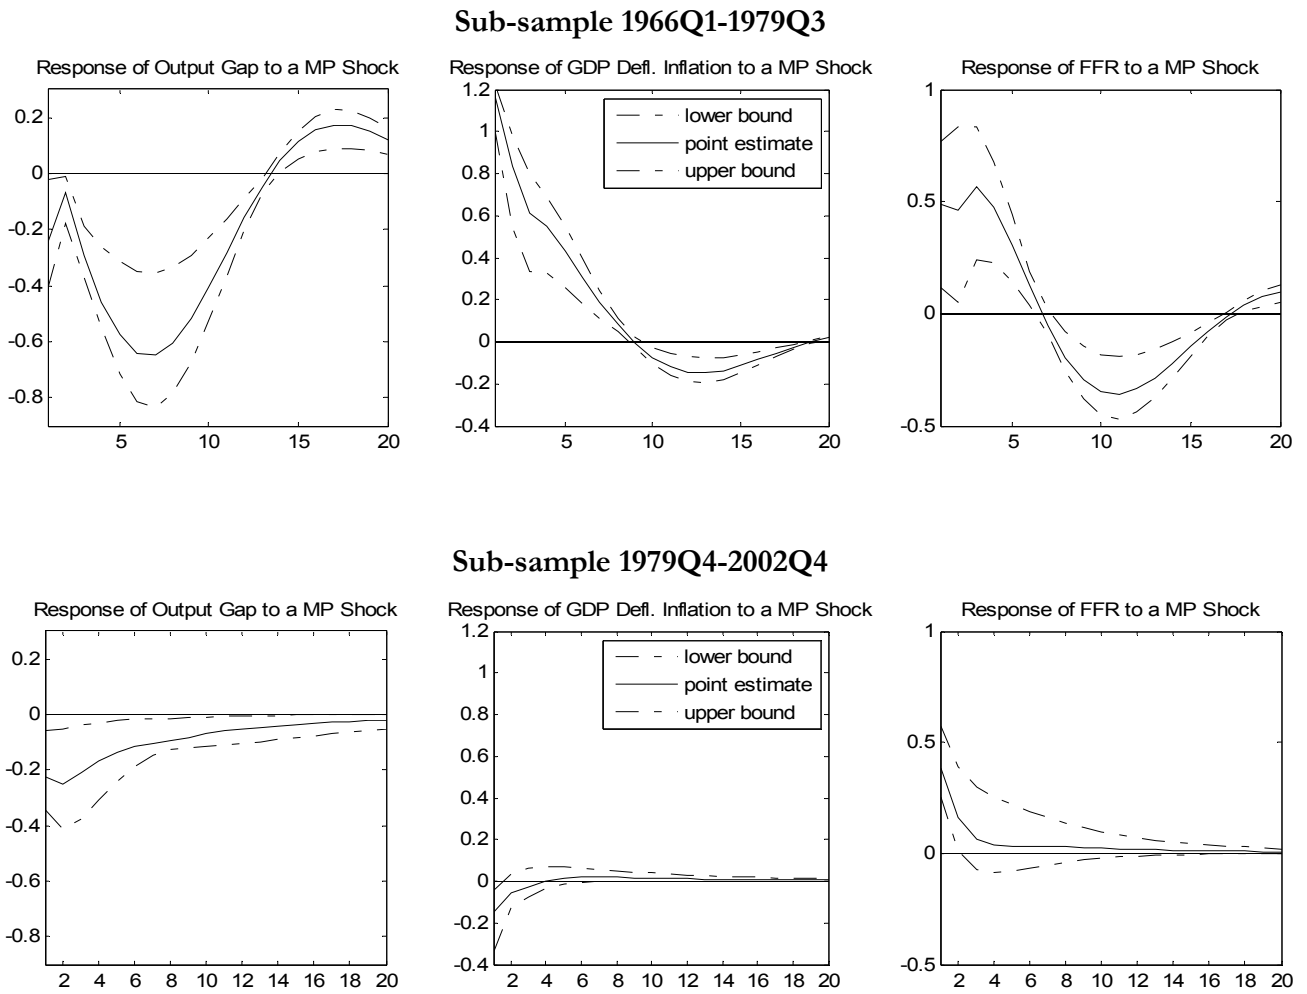 Sub-sample 1966Q1-1979Q3
Response of Output Gap to a MP Shock
0.2
0
-0.2
-0.4
-0.6
-0.8
5 10 15 20
Response of GDP Defl. Inflation to a MP Shock
1.2
1
0.8
0.6
0.4
0.2
0
-0.2
-0.4
5 10 15 20
lower bound
point estimate
upper bound
Response of FFR to a MP Shock
1
0.5
0
-0.5
5 10 15 20
Sub-sample 1979Q4-2002Q4
Response of Output Gap to a MP Shock
0.2
0
-0.2
-0.4
-0.6
-0.8
2 4 6 8 10 12 14 16 18 20
Response of GDP Defl. Inflation to a MP Shock
1.2
1
0.8
0.6
0.4
0.2
0
-0.2
-0.4
2 4 6 8 10 12 14 16 18 20
lower bound
point estimate
upper bound
Response of FFR to a MP Shock
1
0.5
0
-0.5
2 4 6 8 10 12 14 16 18 20